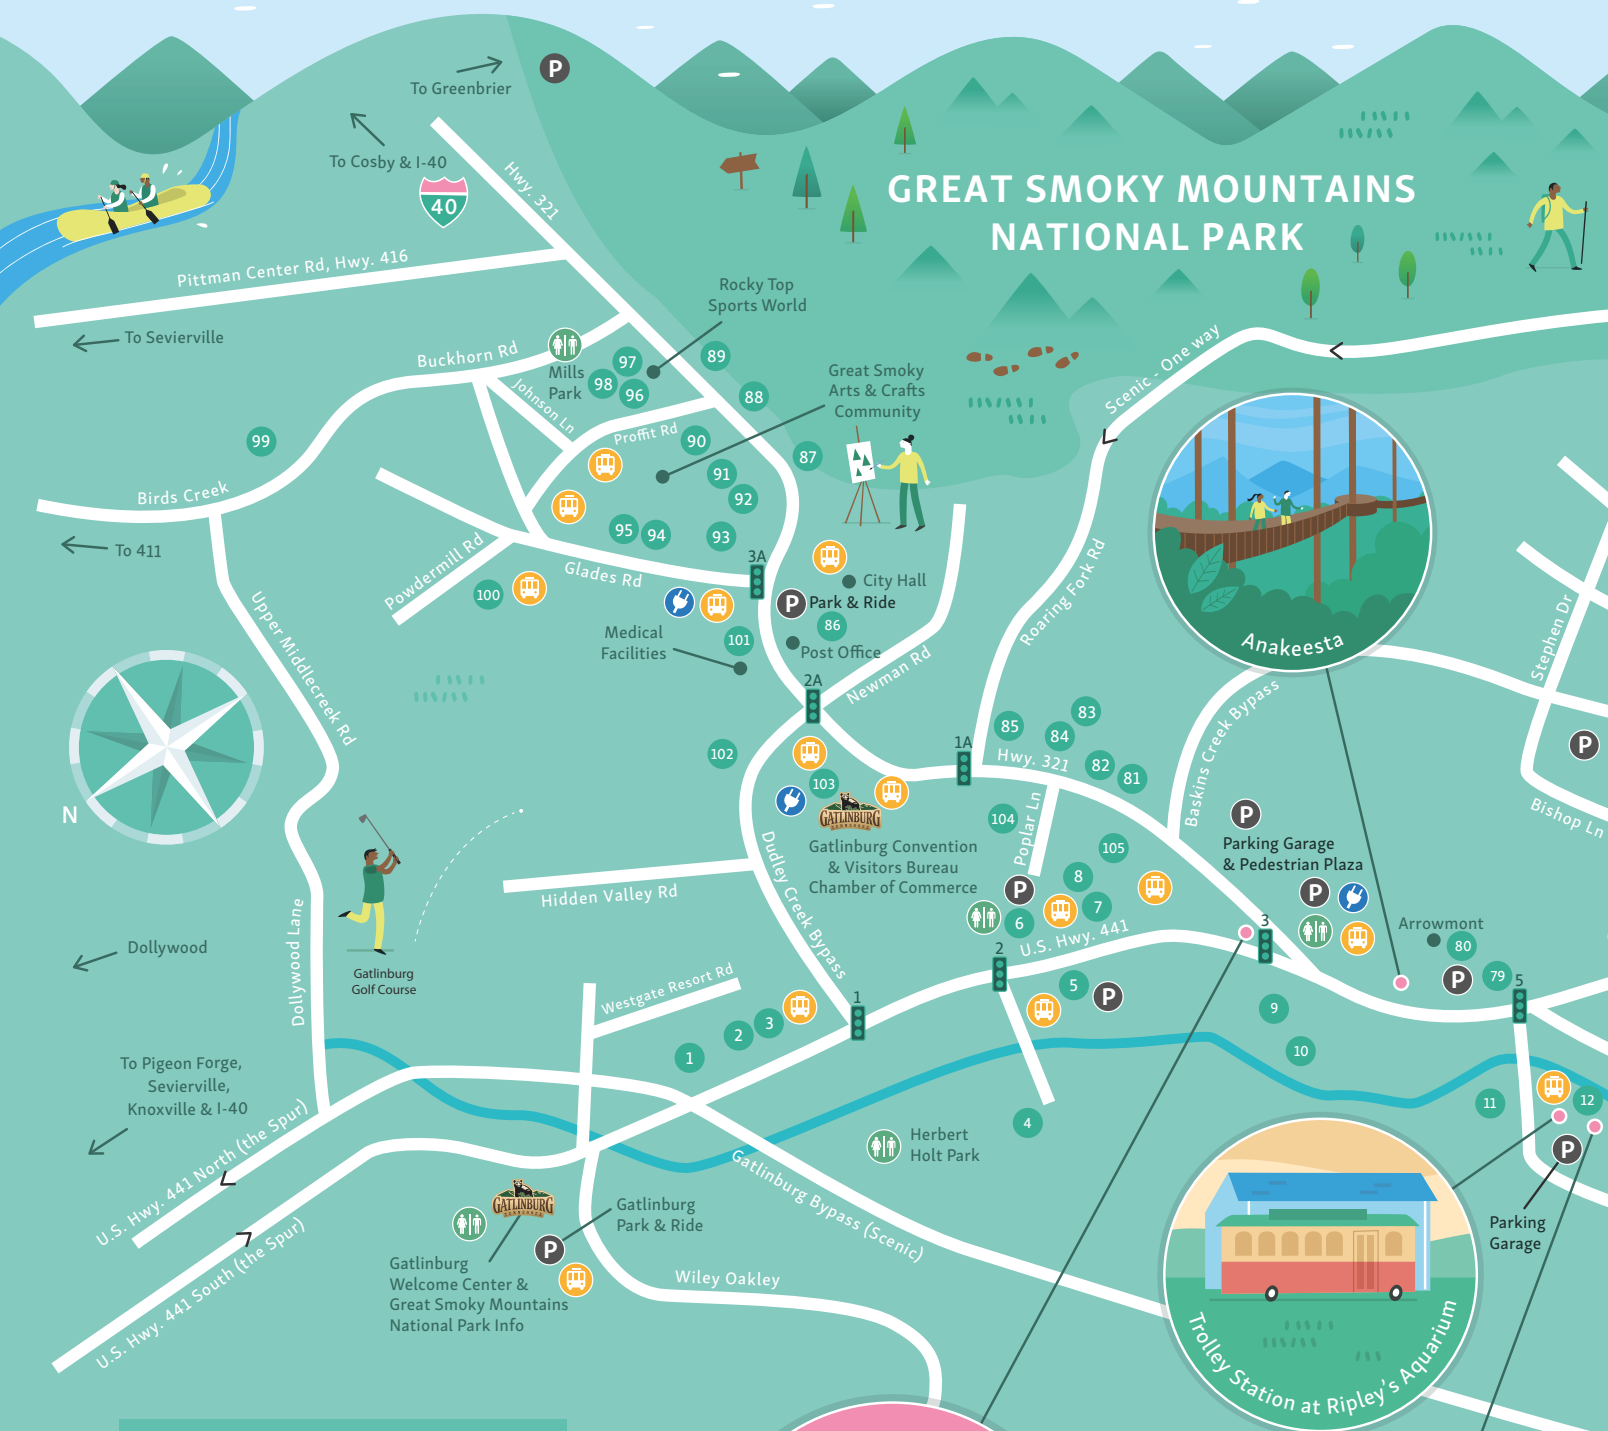 To Greenbrier
P
To Cosby & I-40
40
Hwy. 321
GREAT SMOKY MOUNTAINS
NATIONAL PARK
Pittman Center Rd, Hwy. 416
To Sevierville
Rocky Top
Sports World
Buckhorn Rd
Mills
Park
97
98
96
89
88
Johnson Ln
Proffit Rd
Great Smoky
Arts & Crafts
Community
Scenic - One way
99
90
91
92
87
95
94
93
Birds Creek
To 411
Powdermill Rd
Glades Rd
3A
100
City Hall
P
Park & Ride
86
Post Office
101
Medical
Facilities
Newman Rd
2A
Roaring Fork Rd
Anakeesta
Stephen Dr
P
Bishop Ln
Upper Middlecreek Rd
N
102
103
GATLINBURG
Gatlinburg Convention
& Visitors Bureau
Chamber of Commerce
1A
85
84
83
82
81
Hwy. 321
Baskins Creek Bypass
104
Poplar Ln
105
P
Parking Garage
& Pedestrian Plaza
P
8
7
P
6
U.S. Hwy. 441
2
3
Arrowmont
80
P
79
5
Hidden Valley Rd
Dudley Creek Bypass
Dollywood Lane
Dollywood
Gatlinburg
Golf Course
Westgate Resort Rd
1
2
3
1
5
P
9
10
11
12
P
Parking
Garage
4
Herbert
Holt Park
To Pigeon Forge,
Sevierville,
Knoxville & I-40
U.S. Hwy. 441 North (the Spur)
U.S. Hwy. 441 South (the Spur)
Gatlinburg Bypass (Scenic)
GATLINBURG
Gatlinburg
Park & Ride
P
Gatlinburg
Welcome Center &
Great Smoky Mountains
National Park Info
Wiley Oakley
Trolley Station at Ripley's Aquarium